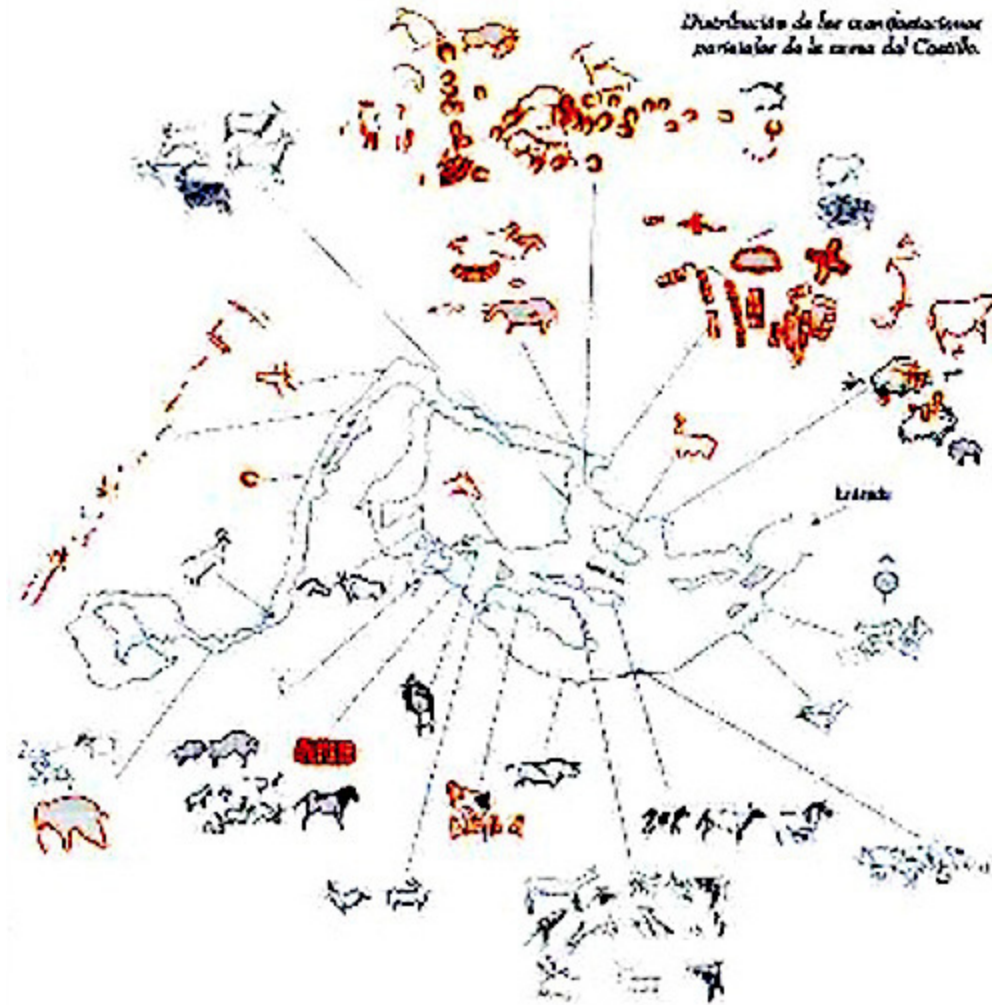 Distribución de las manifestaciones
parietales de la cueva del Castillo.
Entrada